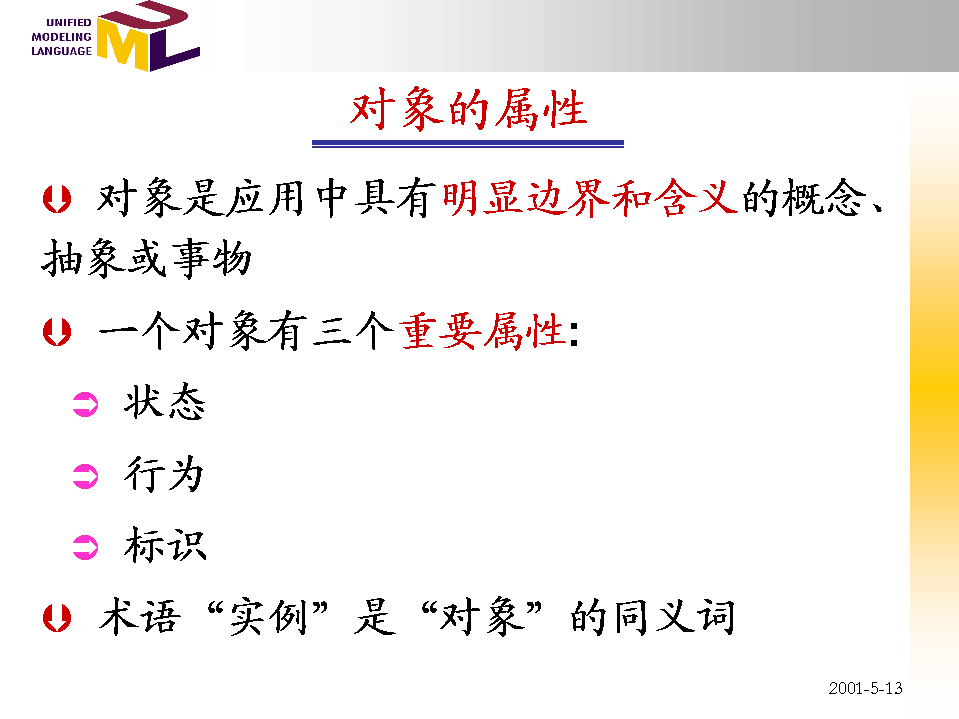 UNIFIED
MODELING
LANGUAGE
UML
对象的属性
对象是应用中具有明显边界和含义的概念、
抽象或事物
一个对象有三个重要属性:
状态
行为
标识
术语“实例”是“对象”的同义词
2001-5-13